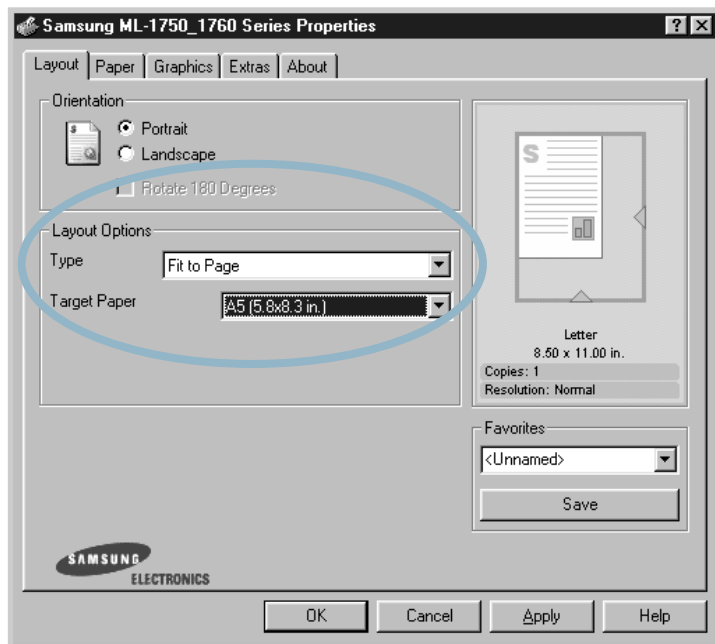 Samsung ML-1750_1760 Series Properties
Layout Paper Graphics Extras About
Orientation
Portrait
Landscape
Rotate 180 Degrees
Layout Options
Type Fit to Page
Target Paper A5 (5.8x8.3 in.)
S
S
Letter
8.50 x 11.00 in.
Copies: 1
Resolution: Normal
Favorites
<Unnamed>
Save
SAMSUNG
ELECTRONICS
OK Cancel Apply Help